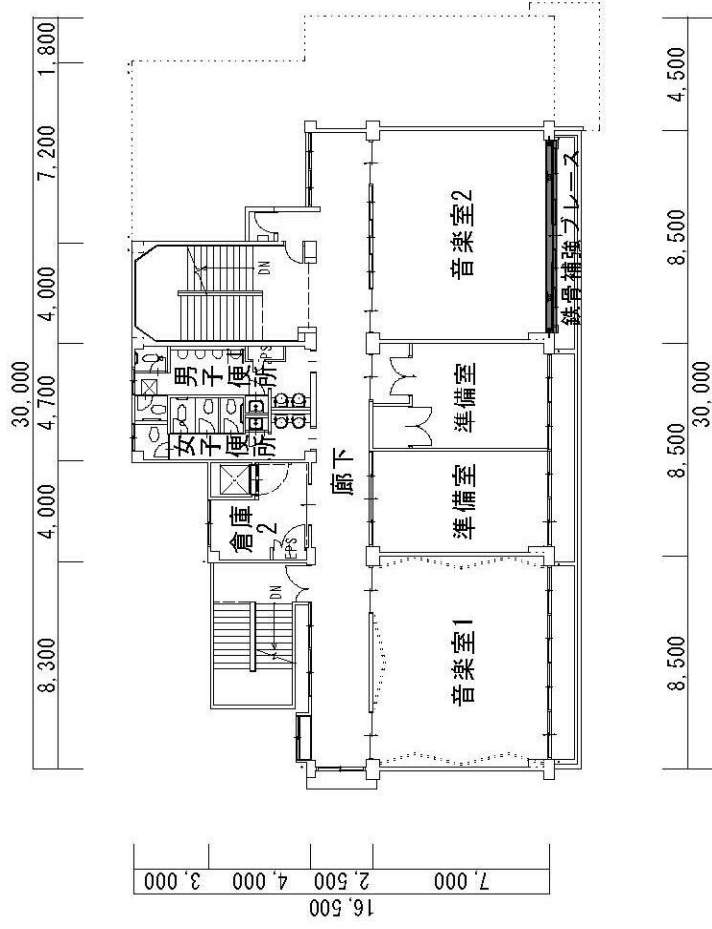 30,000
8,300
4,000
4,700
4,000
7,200
1,800
男子便所
PS
女子便所
DN
倉庫2
EPS
DN
廊下
音楽室1
準備室
準備室
音楽室2
鉄骨補強ブレース
3,000
4,000
2,500
7,000
16,500
8,500
8,500
8,500
4,500
30,000